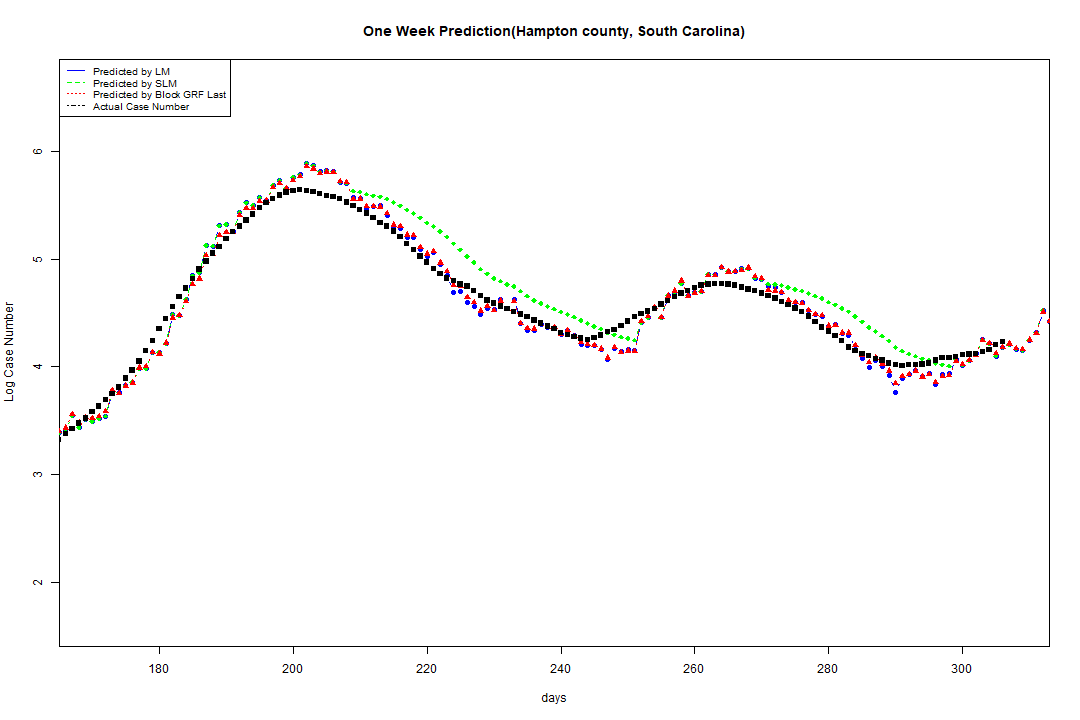 One Week Prediction(Hampton county, South Carolina)
Predicted by LM
Predicted by SLM
Predicted by Block GRF Last
Actual Case Number
6
5
4
3
2
Log Case Number
180 200 220 240 260 280 300
days